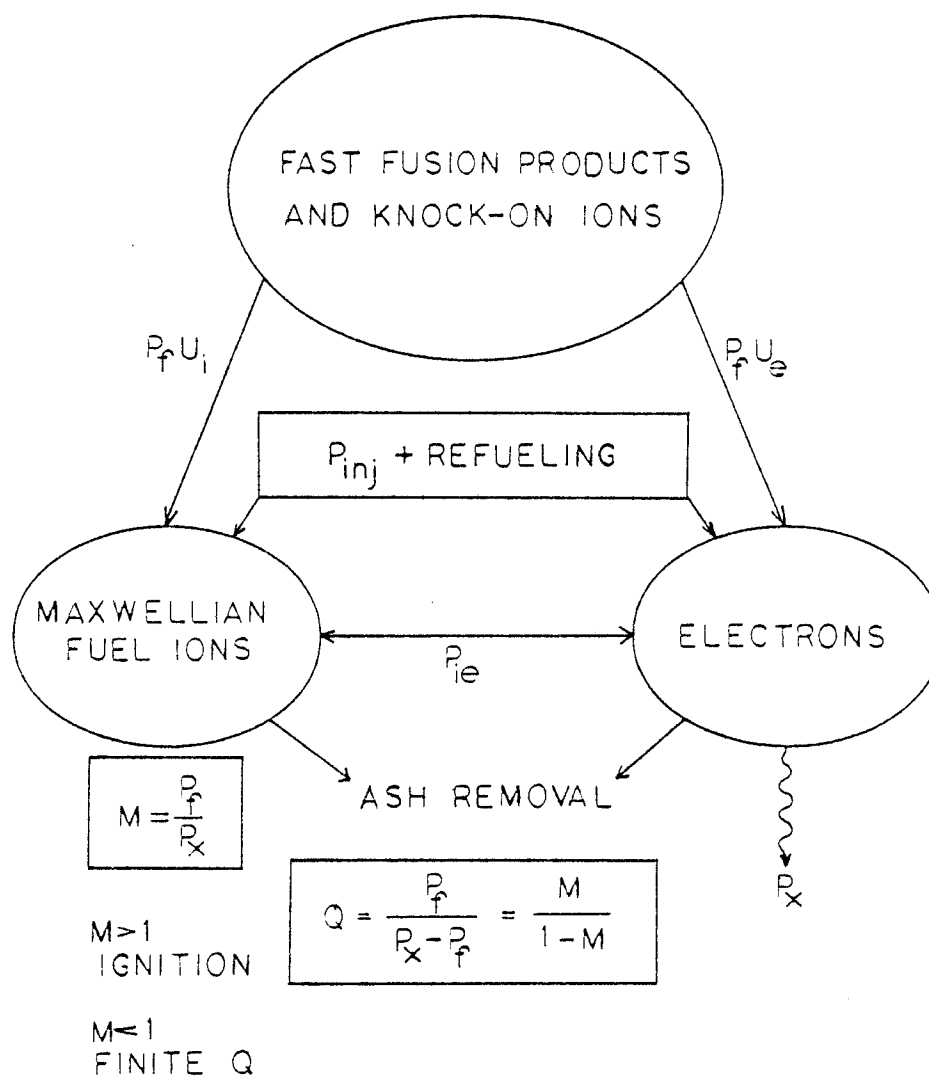 FAST FUSION PRODUCTS
AND KNOCK-ON IONS
P_f U_i
P_f U_e
P_inj + REFUELING
MAXWELLIAN
FUEL IONS
P_ie
ELECTRONS
M = P_f / P_x
ASH REMOVAL
P_x
Q = P_f / (P_x - P_f) = M / (1 - M)
M>1
IGNITION
M<1
FINITE Q